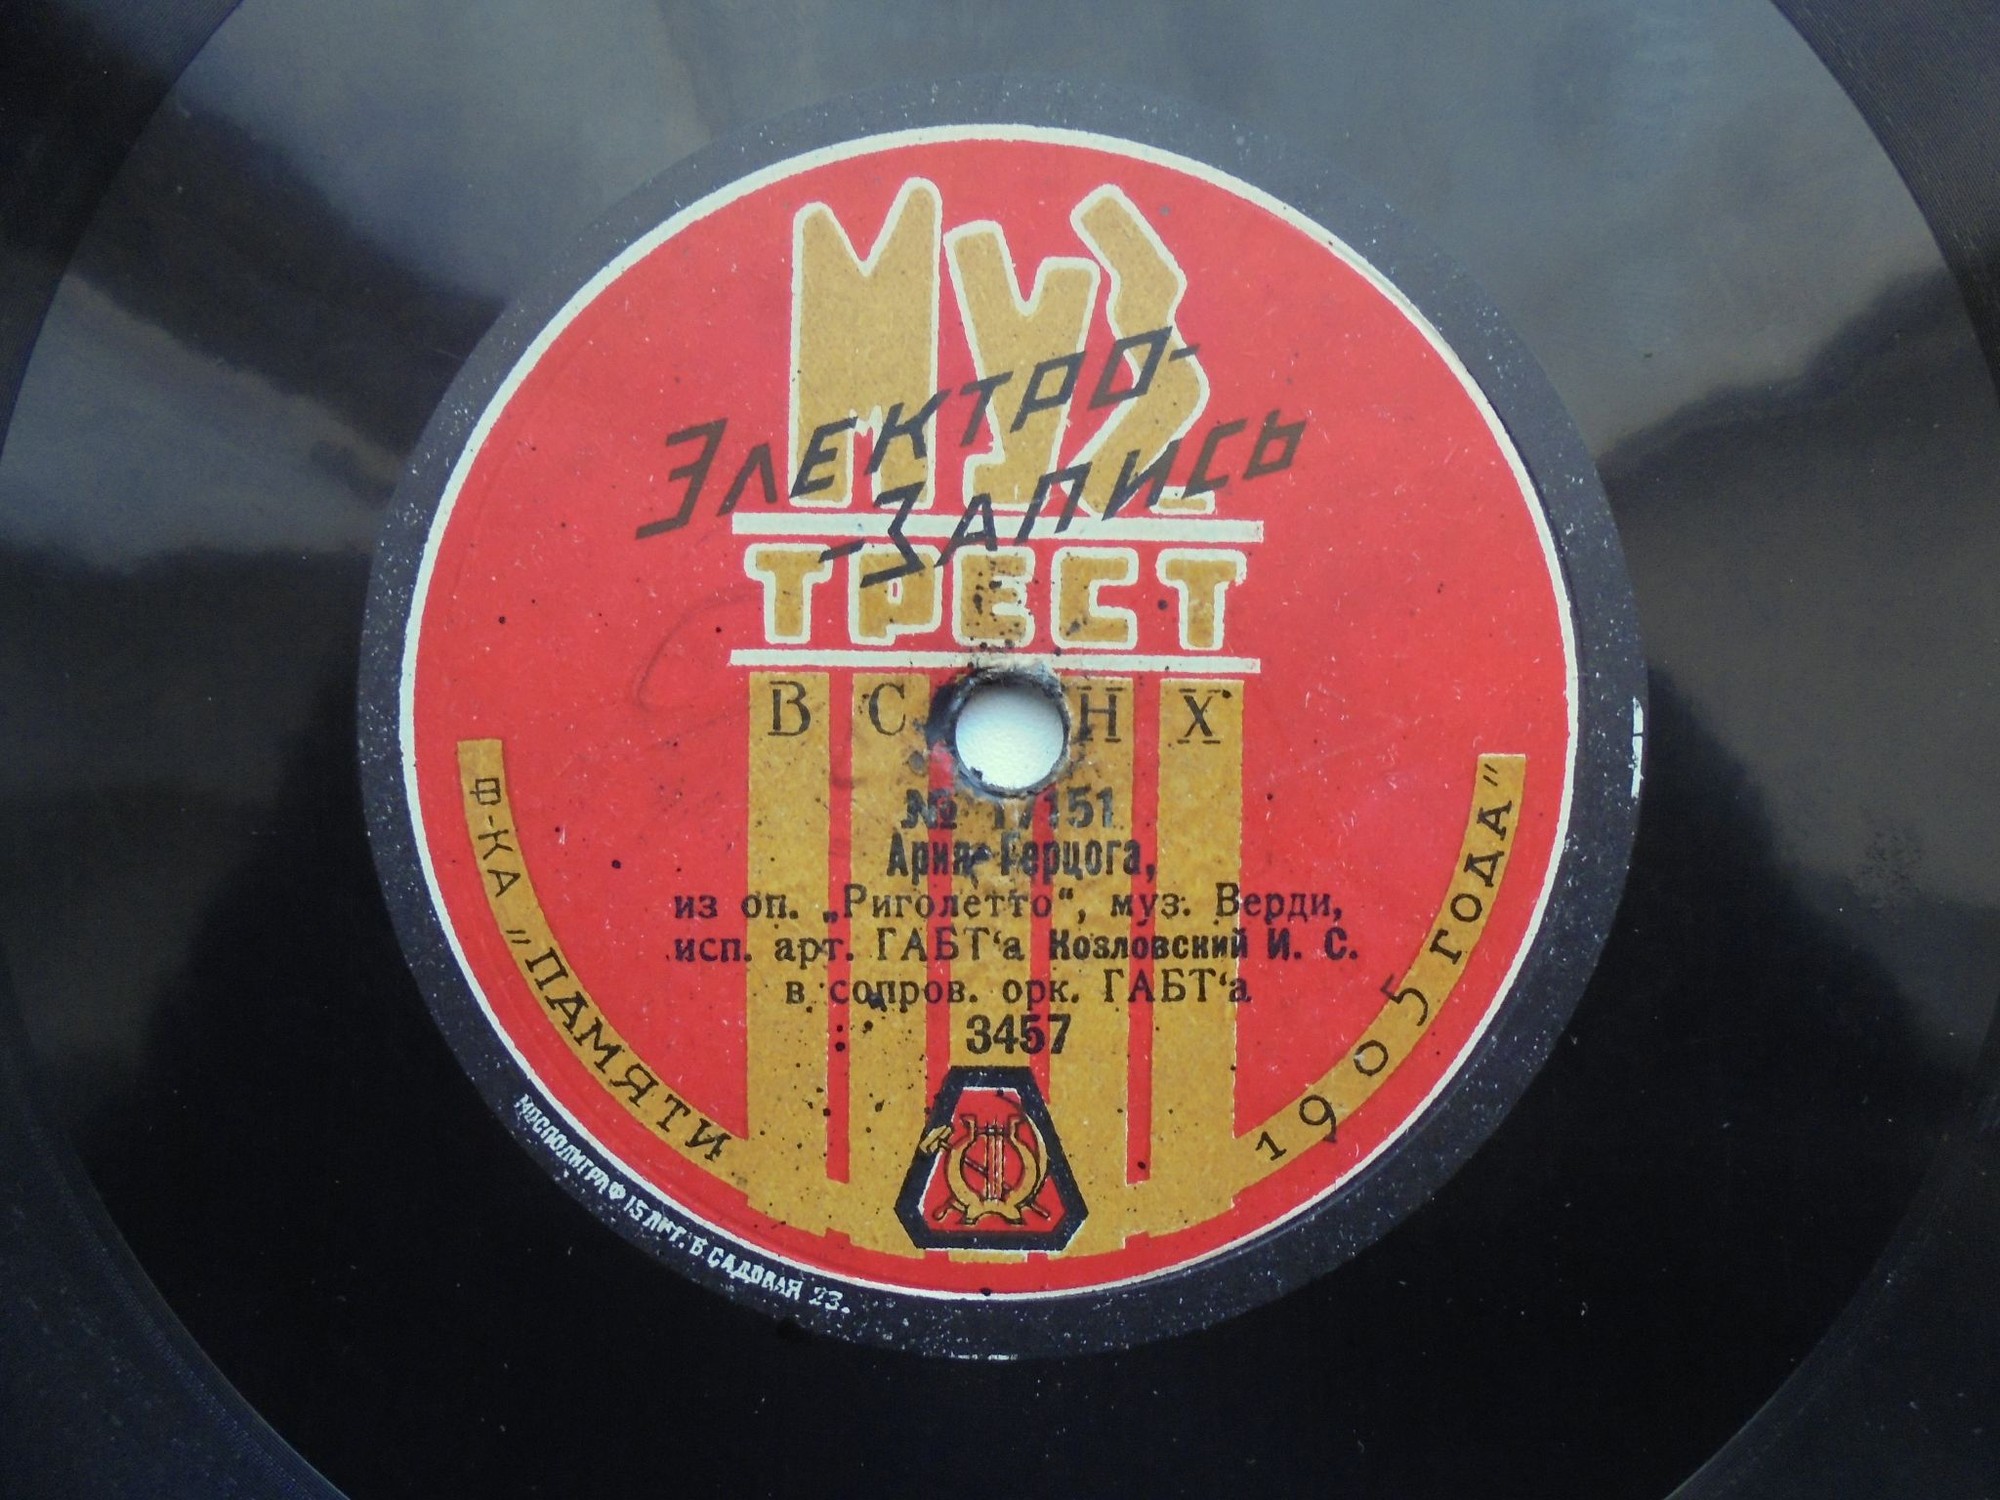 МУЗ
ЭЛЕКТРО-
-ЗАПИСЬ
ТРЕСТ
В С Н Х
№ 17151
Ария Герцога,
из оп. „Риголетто“, муз. Верди,
исп. арт. ГАБТ‘а Козловский И. С.
в сопров. орк. ГАБТ‘а
3457
Ф-КА „ПАМЯТИ 1905 ГОДА”
МОСПОЛИГРАФ 15 ЛИТ. Б. САДОВАЯ 23.